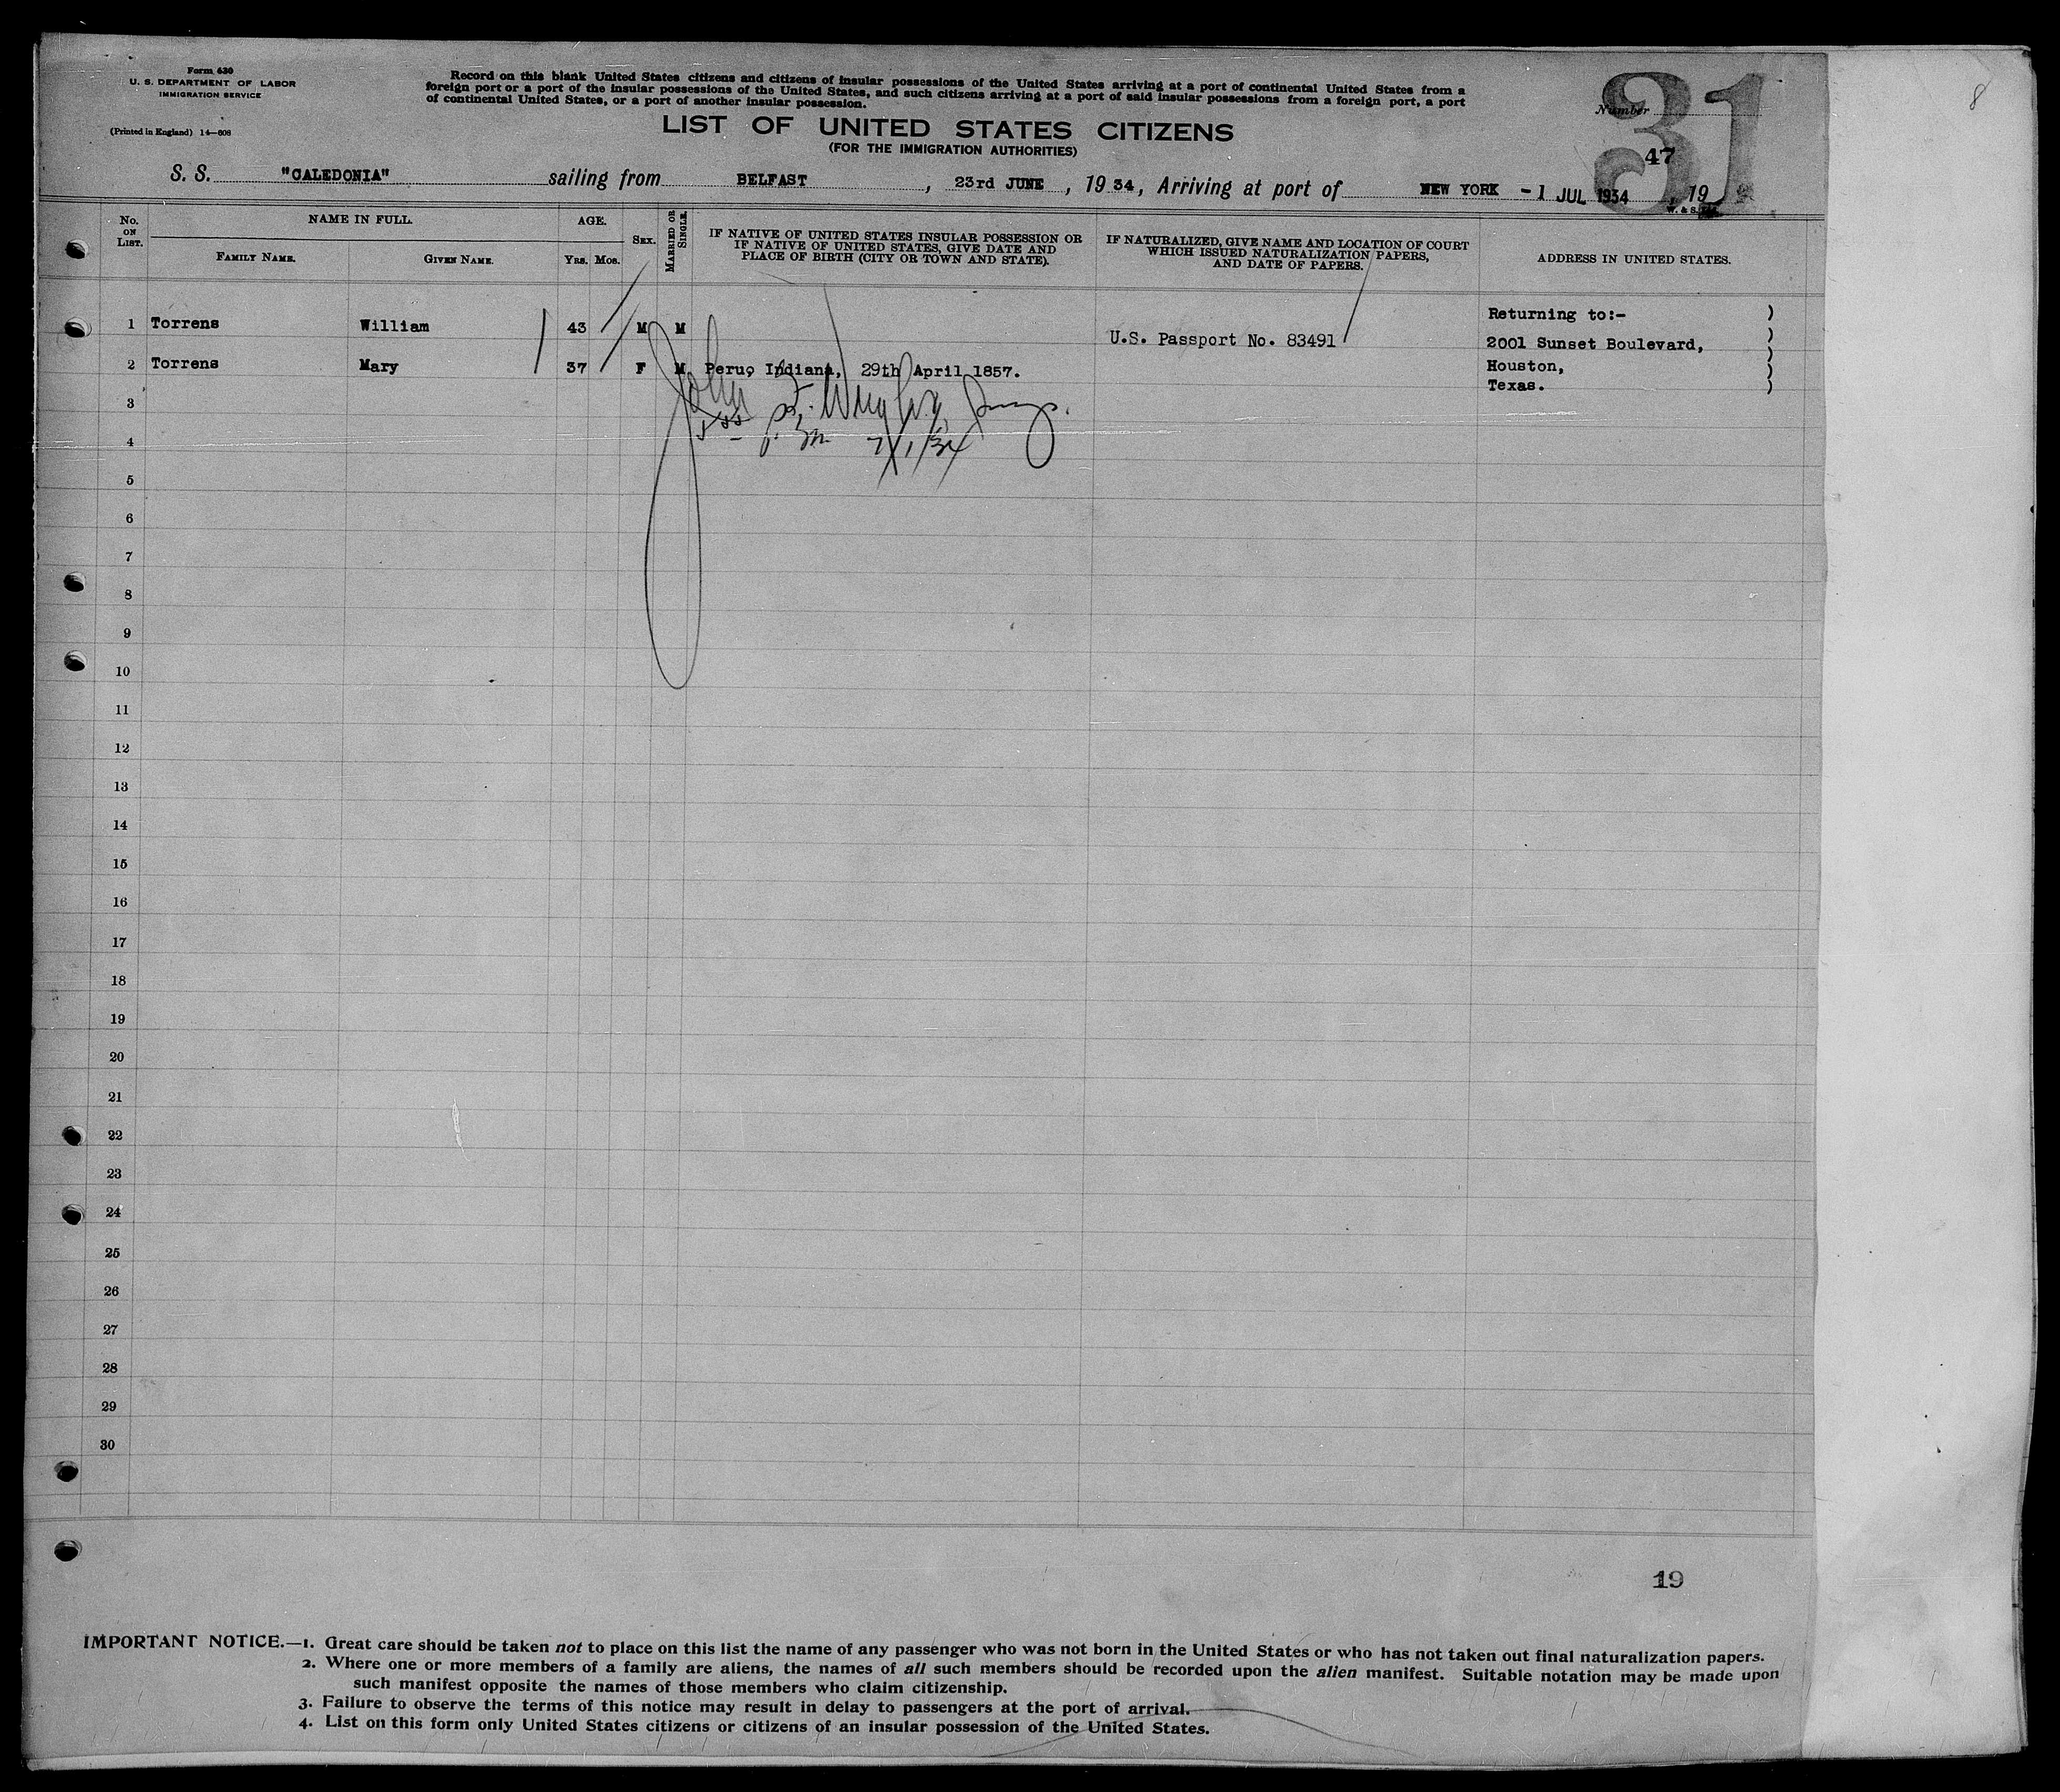 Form 630
U. S. DEPARTMENT OF LABOR
IMMIGRATION SERVICE
(Printed in England) 14—608
Record on this blank United States citizens and citizens of insular possessions of the United States arriving at a port of continental United States from a
foreign port or a port of the insular possessions of the United States, and such citizens arriving at a port of said insular possessions from a foreign port, a port
of continental United States, or a port of another insular possession.
LIST OF UNITED STATES CITIZENS
(FOR THE IMMIGRATION AUTHORITIES)
Number
31
47
8
S. S. "CALEDONIA" sailing from BELFAST, 23rd JUNE, 1934, Arriving at port of NEW YORK -1 JUL 1934, 19
No. ON LIST.
NAME IN FULL.
FAMILY NAME.
GIVEN NAME.
AGE.
YRS. MOS.
SEX.
MARRIED OR SINGLE.
IF NATIVE OF UNITED STATES INSULAR POSSESSION OR
IF NATIVE OF UNITED STATES, GIVE DATE AND
PLACE OF BIRTH (CITY OR TOWN AND STATE).
IF NATURALIZED, GIVE NAME AND LOCATION OF COURT
WHICH ISSUED NATURALIZATION PAPERS,
AND DATE OF PAPERS.
ADDRESS IN UNITED STATES.
1 Torrens William 43 M M U.S. Passport No. 83491
2 Torrens Mary 37 F M Peru, Indiana, 29th April 1857.
Returning to:-
2001 Sunset Boulevard,
Houston,
Texas.
John
7/1/34
3
4
5
6
7
8
9
10
11
12
13
14
15
16
17
18
19
20
21
22
23
24
25
26
27
28
29
30
19
IMPORTANT NOTICE.—1. Great care should be taken not to place on this list the name of any passenger who was not born in the United States or who has not taken out final naturalization papers.
2. Where one or more members of a family are aliens, the names of all such members should be recorded upon the alien manifest. Suitable notation may be made upon
such manifest opposite the names of those members who claim citizenship.
3. Failure to observe the terms of this notice may result in delay to passengers at the port of arrival.
4. List on this form only United States citizens or citizens of an insular possession of the United States.